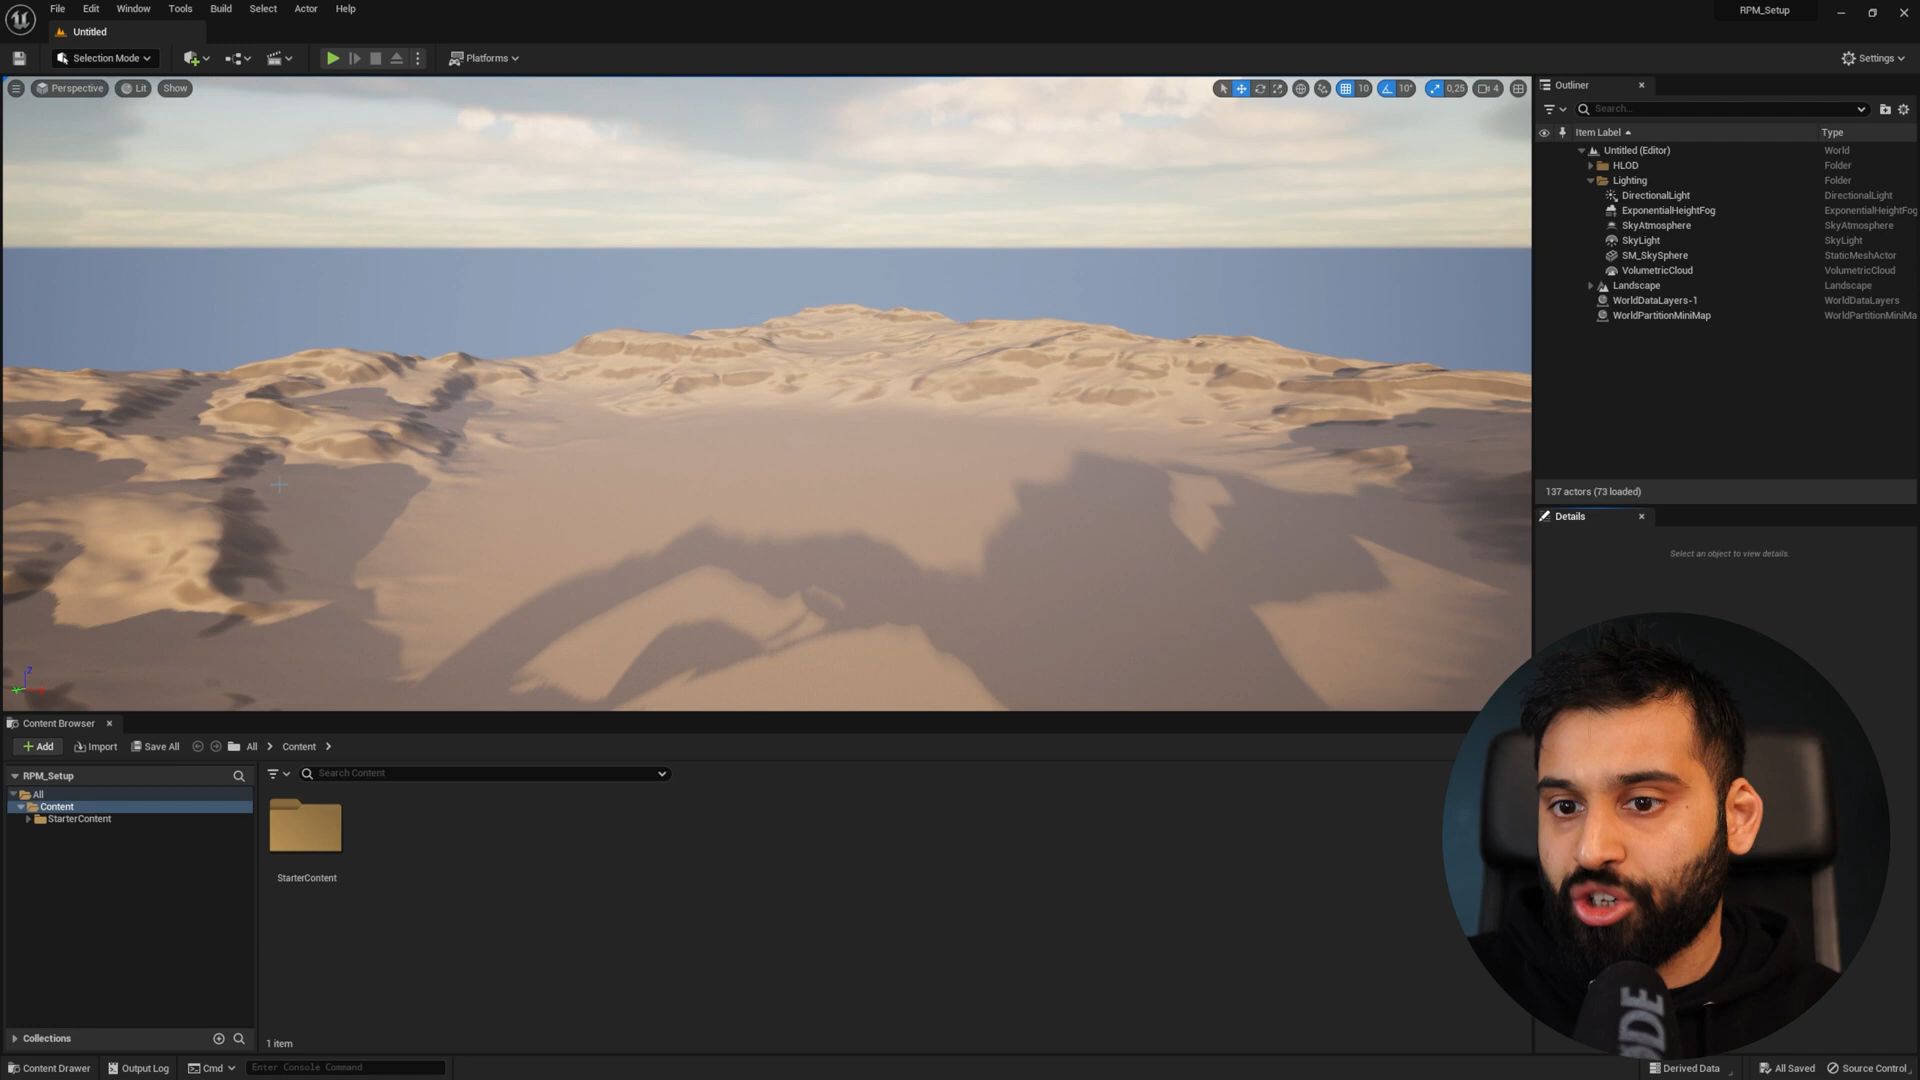 File Edit Window Tools Build Select Actor Help
RPM_Setup
Untitled
Selection Mode
Platforms
Settings
Perspective
Lit
Show
10
10°
0,25
4
Outliner
Search...
Item Label
Type
Untitled (Editor) World
HLOD Folder
Lighting Folder
DirectionalLight DirectionalLight
ExponentialHeightFog ExponentialHeightFog
SkyAtmosphere SkyAtmosphere
SkyLight SkyLight
SM_SkySphere StaticMeshActor
VolumetricCloud VolumetricCloud
Landscape Landscape
WorldDataLayers-1 WorldDataLayers
WorldPartitionMiniMap WorldPartitionMiniMa
137 actors (73 loaded)
Details
Select an object to view details.
Z
Content Browser
Add
Import
Save All
All
Content
RPM_Setup
Search Content
All
Content
StarterContent
StarterContent
Collections
1 item
Content Drawer
Output Log
Cmd
Enter Console Command
Derived Data
All Saved
Source Control